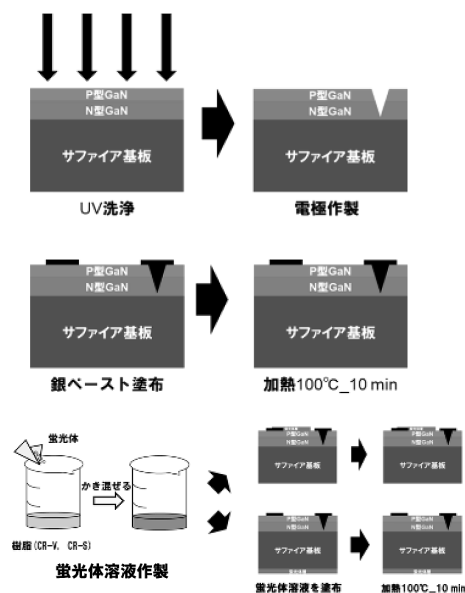 P型GaN
N型GaN
サファイア基板
UV洗浄
P型GaN
N型GaN
サファイア基板
電極作製
P型GaN
N型GaN
サファイア基板
銀ペースト塗布
P型GaN
N型GaN
サファイア基板
加熱100℃_10 min
蛍光体
かき混ぜる
樹脂(CR-V, CR-S)
蛍光体溶液作製
P型GaN
N型GaN
サファイア基板
P型GaN
N型GaN
サファイア基板
P型GaN
N型GaN
サファイア基板
蛍光体溶液を塗布
P型GaN
N型GaN
サファイア基板
加熱100℃_10 min